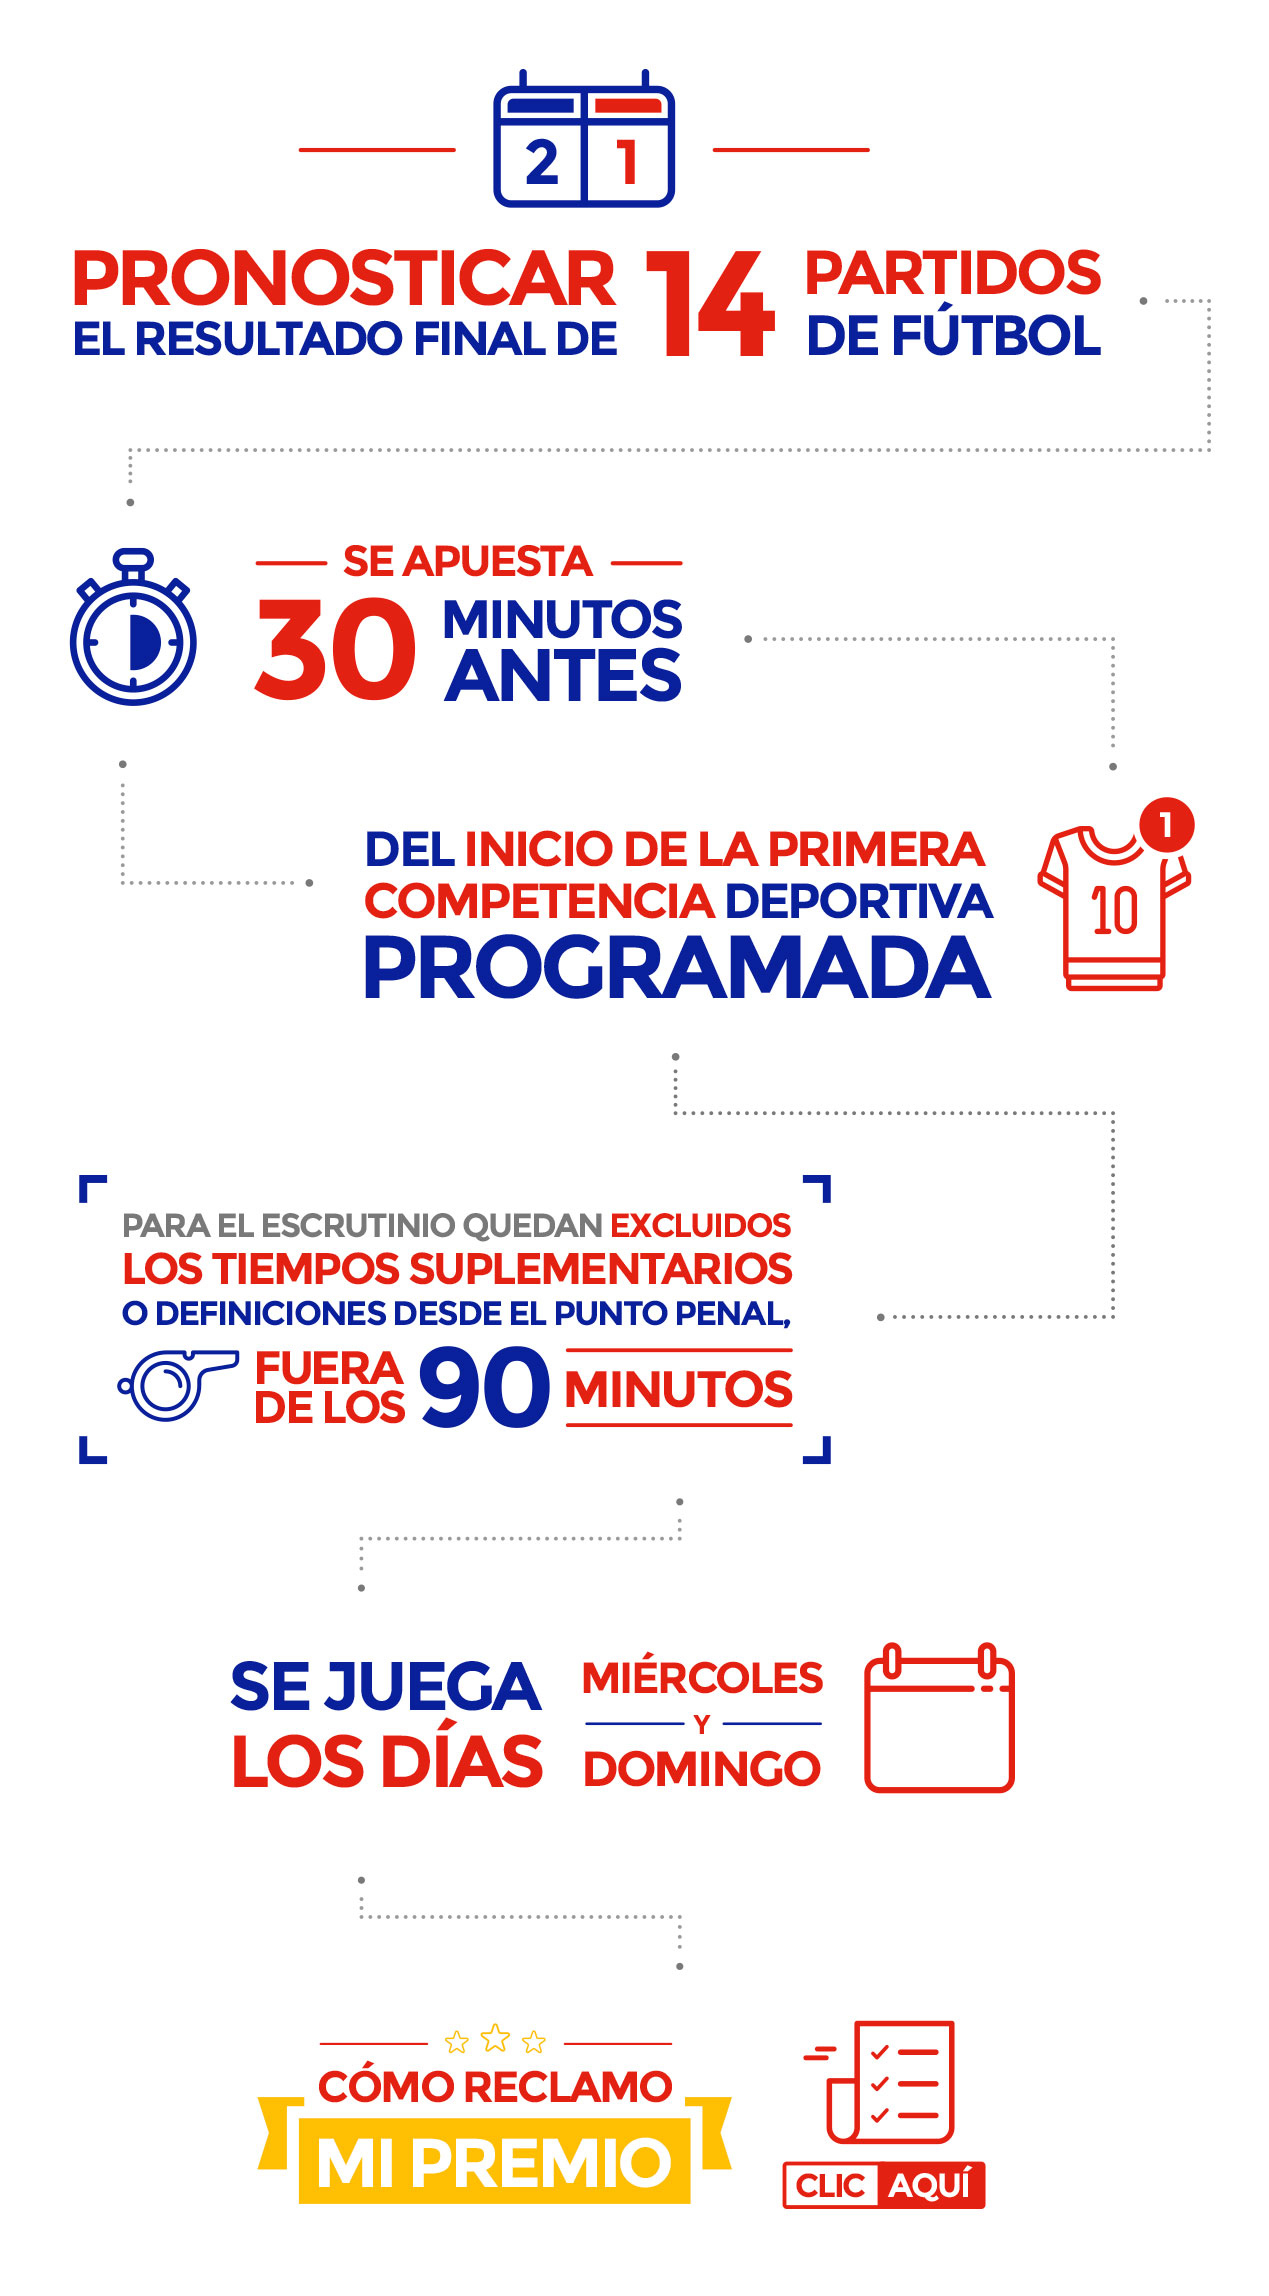 2 1
PRONOSTICAR
EL RESULTADO FINAL DE
14
PARTIDOS
DE FÚTBOL
SE APUESTA
30
MINUTOS
ANTES
1
10
DEL INICIO DE LA PRIMERA
COMPETENCIA DEPORTIVA
PROGRAMADA
PARA EL ESCRUTINIO QUEDAN EXCLUIDOS
LOS TIEMPOS SUPLEMENTARIOS
O DEFINICIONES DESDE EL PUNTO PENAL,
FUERA
DE LOS
90
MINUTOS
SE JUEGA
LOS DÍAS
MIÉRCOLES
Y
DOMINGO
CÓMO RECLAMO
MI PREMIO
CLIC AQUÍ